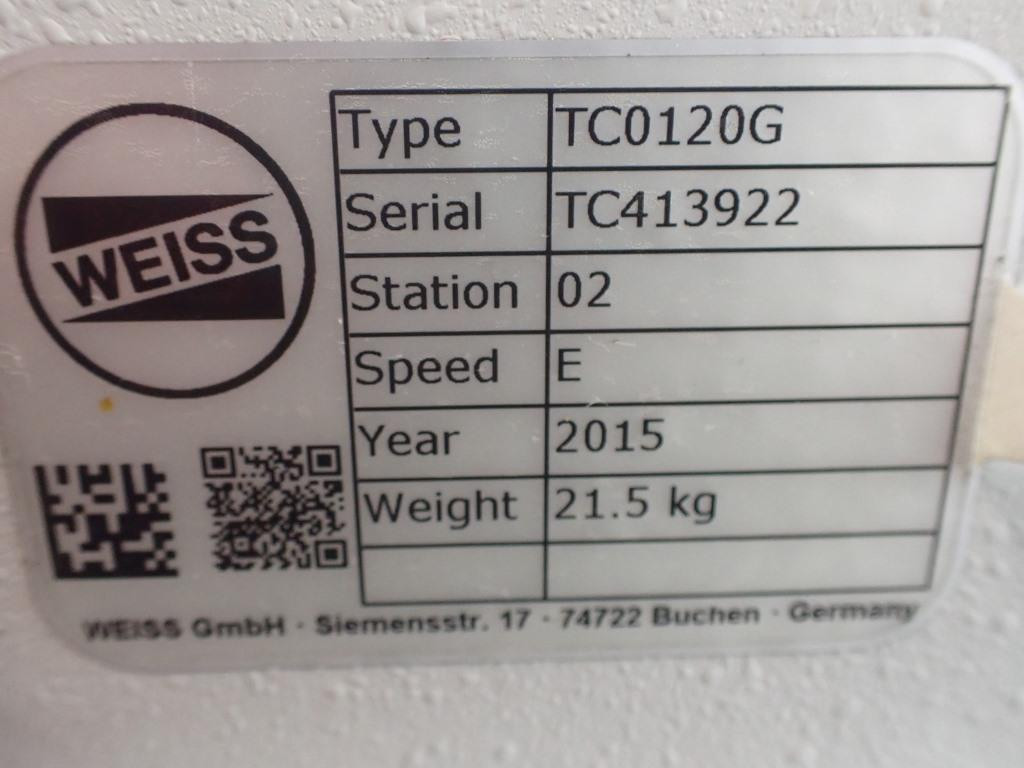 WEISS
Type TC0120G
Serial TC413922
Station 02
Speed E
Year 2015
Weight 21.5 kg
WEISS GmbH · Siemensstr. 17 · 74722 Buchen · Germany